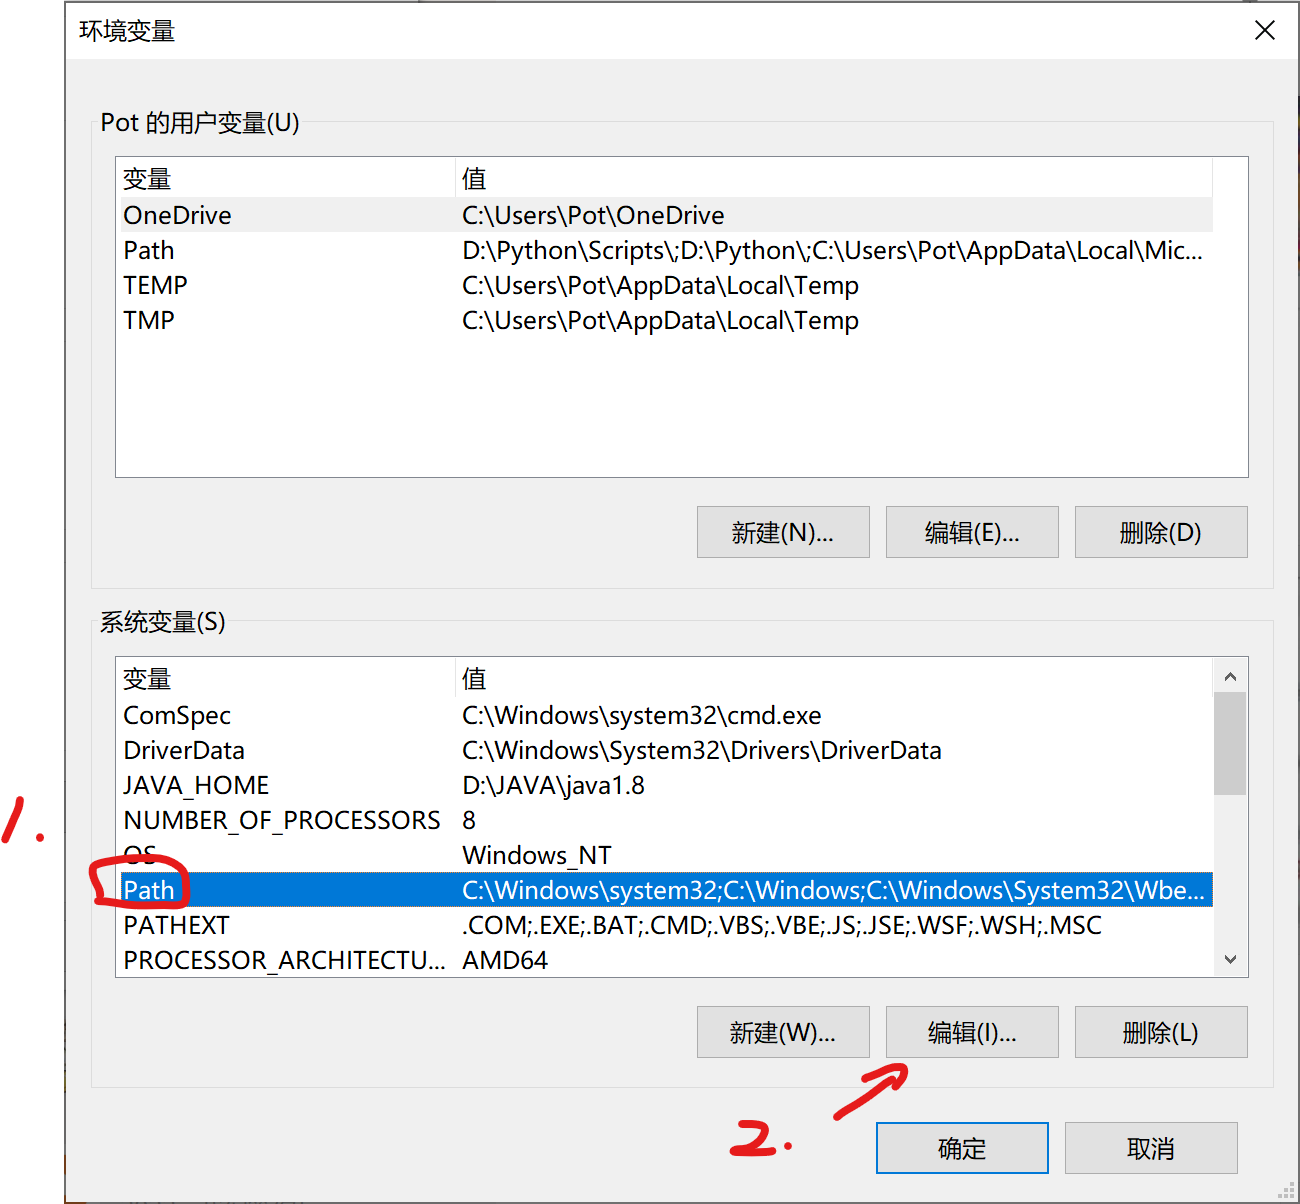 环境变量
Pot 的用户变量(U)
变量 值
OneDrive C:\Users\Pot\OneDrive
Path D:\Python\Scripts\;D:\Python\;C:\Users\Pot\AppData\Local\Mic...
TEMP C:\Users\Pot\AppData\Local\Temp
TMP C:\Users\Pot\AppData\Local\Temp
新建(N)... 编辑(E)... 删除(D)
系统变量(S)
变量 值
ComSpec C:\Windows\system32\cmd.exe
DriverData C:\Windows\System32\Drivers\DriverData
JAVA_HOME D:\JAVA\java1.8
NUMBER_OF_PROCESSORS 8
OS Windows_NT
1.
Path C:\Windows\system32;C:\Windows;C:\Windows\System32\Wbe...
PATHEXT .COM;.EXE;.BAT;.CMD;.VBS;.VBE;.JS;.JSE;.WSF;.WSH;.MSC
PROCESSOR_ARCHITECTU... AMD64
新建(W)... 编辑(I)... 删除(L)
2.
确定 取消